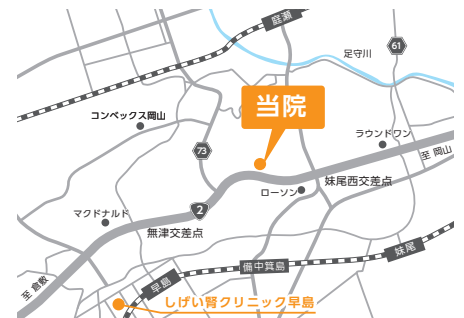 庭瀬
足守川
61
コンベックス岡山
当院
ラウンドワン
73
至 岡山
妹尾西交差点
ローソン
マクドナルド
2
無津交差点
妹尾
備中箕島
至 倉敷
早島
しげい腎クリニック早島